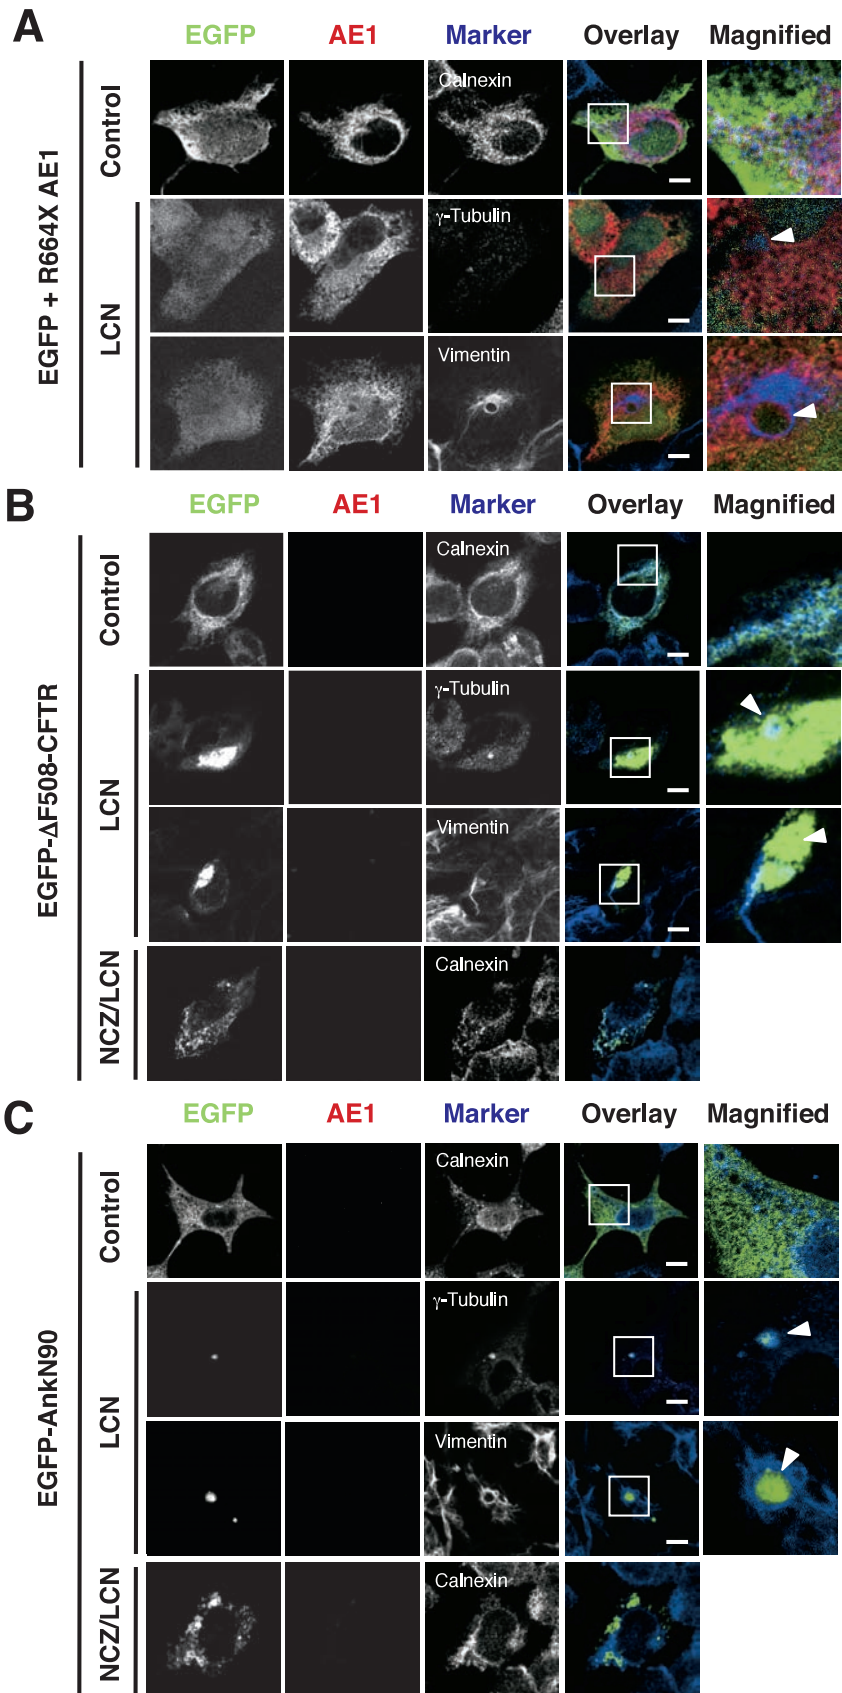 A
EGFP AE1 Marker Overlay Magnified
EGFP + R664X AE1
Control
Calnexin
LCN
γ-Tubulin
Vimentin
B
EGFP AE1 Marker Overlay Magnified
EGFP-ΔF508-CFTR
Control
Calnexin
LCN
γ-Tubulin
Vimentin
NCZ/LCN
Calnexin
C
EGFP AE1 Marker Overlay Magnified
EGFP-AnkN90
Control
Calnexin
LCN
γ-Tubulin
Vimentin
NCZ/LCN
Calnexin